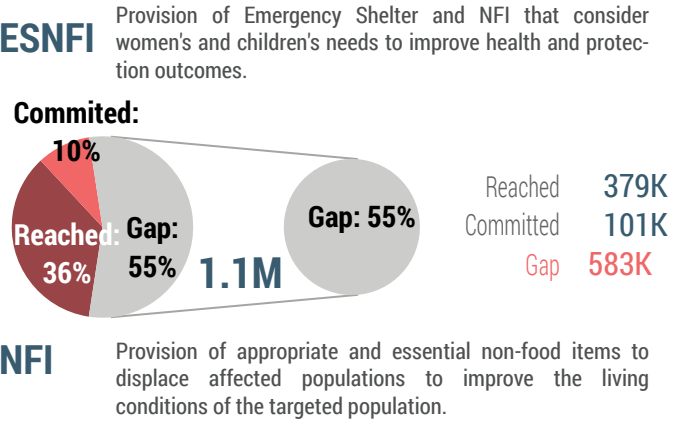 ESNFI
Provision of Emergency Shelter and NFI that consider
women's and children's needs to improve health and protec-
tion outcomes.
Commited:
10%
Reached:
36%
Gap:
55%
1.1M
Gap: 55%
Reached 379K
Committed 101K
Gap 583K
NFI
Provision of appropriate and essential non-food items to
displace affected populations to improve the living
conditions of the targeted population.